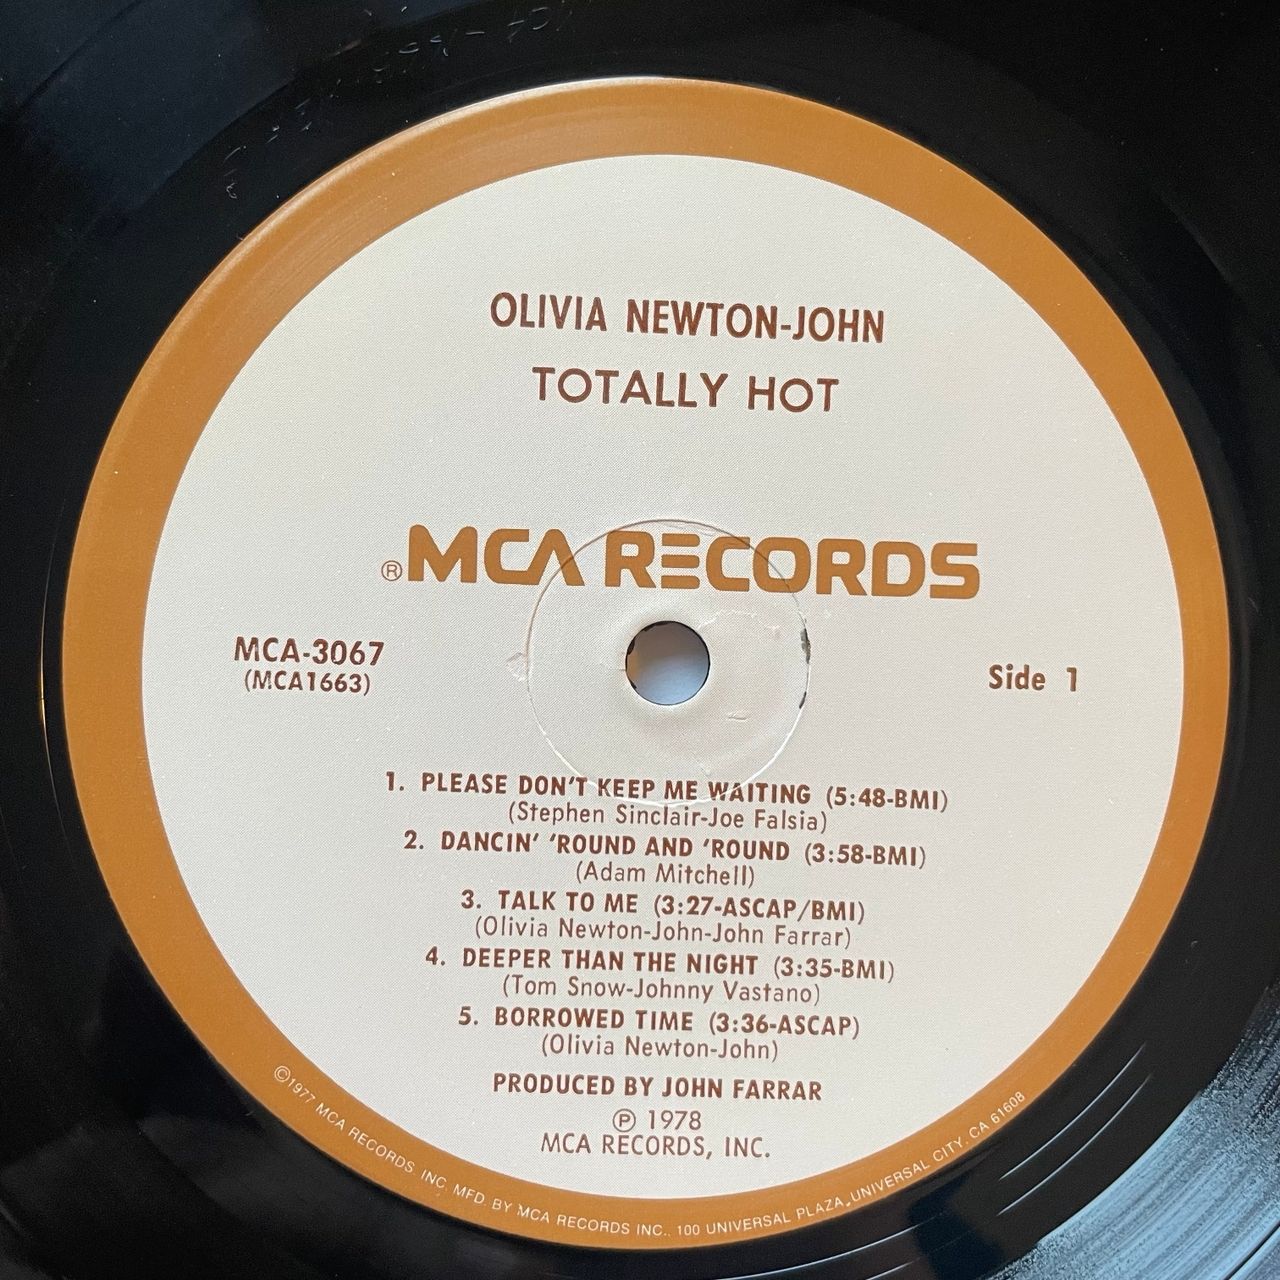 OLIVIA NEWTON-JOHN
TOTALLY HOT
®MCA RECORDS
MCA-3067
(MCA1663)
Side 1
1. PLEASE DON'T KEEP ME WAITING (5:48-BMI)
(Stephen Sinclair-Joe Falsia)
2. DANCIN' 'ROUND AND 'ROUND (3:58-BMI)
(Adam Mitchell)
3. TALK TO ME (3:27-ASCAP/BMI)
(Olivia Newton-John-John Farrar)
4. DEEPER THAN THE NIGHT (3:35-BMI)
(Tom Snow-Johnny Vastano)
5. BORROWED TIME (3:36-ASCAP)
(Olivia Newton-John)
PRODUCED BY JOHN FARRAR
℗ 1978
MCA RECORDS, INC.
©1977 MCA RECORDS, INC. MFD. BY MCA RECORDS INC., 100 UNIVERSAL PLAZA, UNIVERSAL CITY, CA 61608